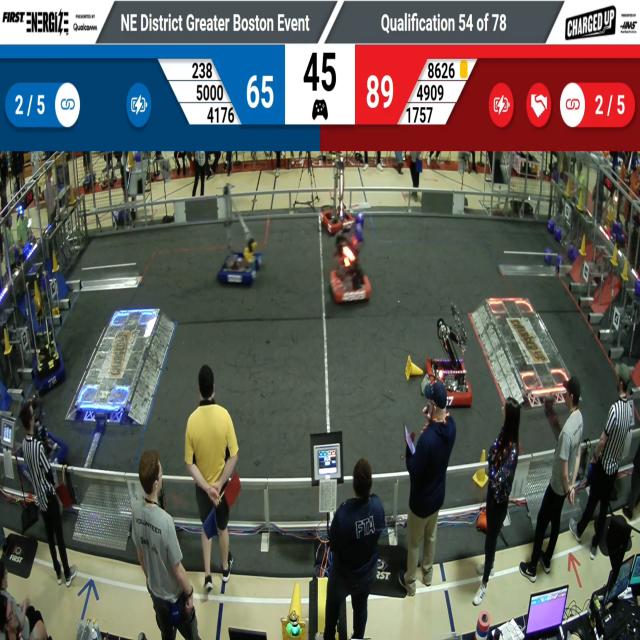 FIRST ENERGIZE PRESENTED BY Qualcomm
NE District Greater Boston Event
Qualification 54 of 78
CHARGED UP
2 / 5
238
5000
4176
65
45
89
8626
4909
1757
2 / 5
FTA